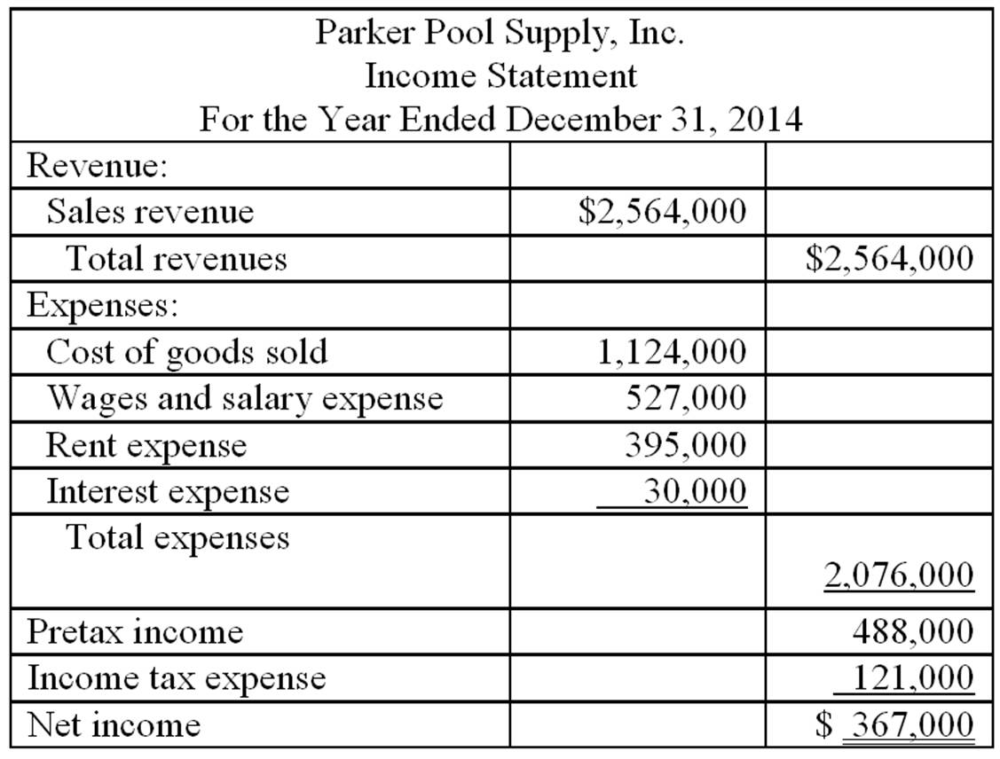 Parker Pool Supply, Inc.
Income Statement
For the Year Ended December 31, 2014
Revenue:
Sales revenue $2,564,000
Total revenues $2,564,000
Expenses:
Cost of goods sold 1,124,000
Wages and salary expense 527,000
Rent expense 395,000
Interest expense 30,000
Total expenses
2,076,000
Pretax income 488,000
Income tax expense 121,000
Net income $ 367,000